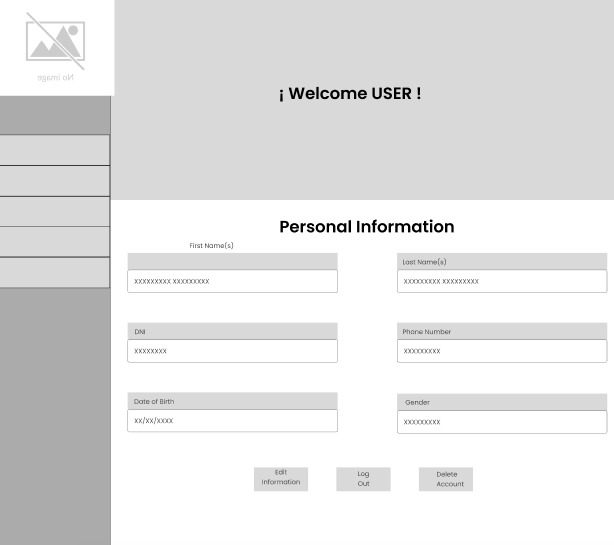 No image
¡ Welcome USER !
Personal Information
First Name(s)
Last Name(s)
XXXXXXXXX XXXXXXXXX
XXXXXXXXX XXXXXXXXX
DNI
Phone Number
XXXXXXXX
XXXXXXXXX
Date of Birth
Gender
XX/XX/XXXX
XXXXXXXXX
Edit
Information
Log
Out
Delete
Account